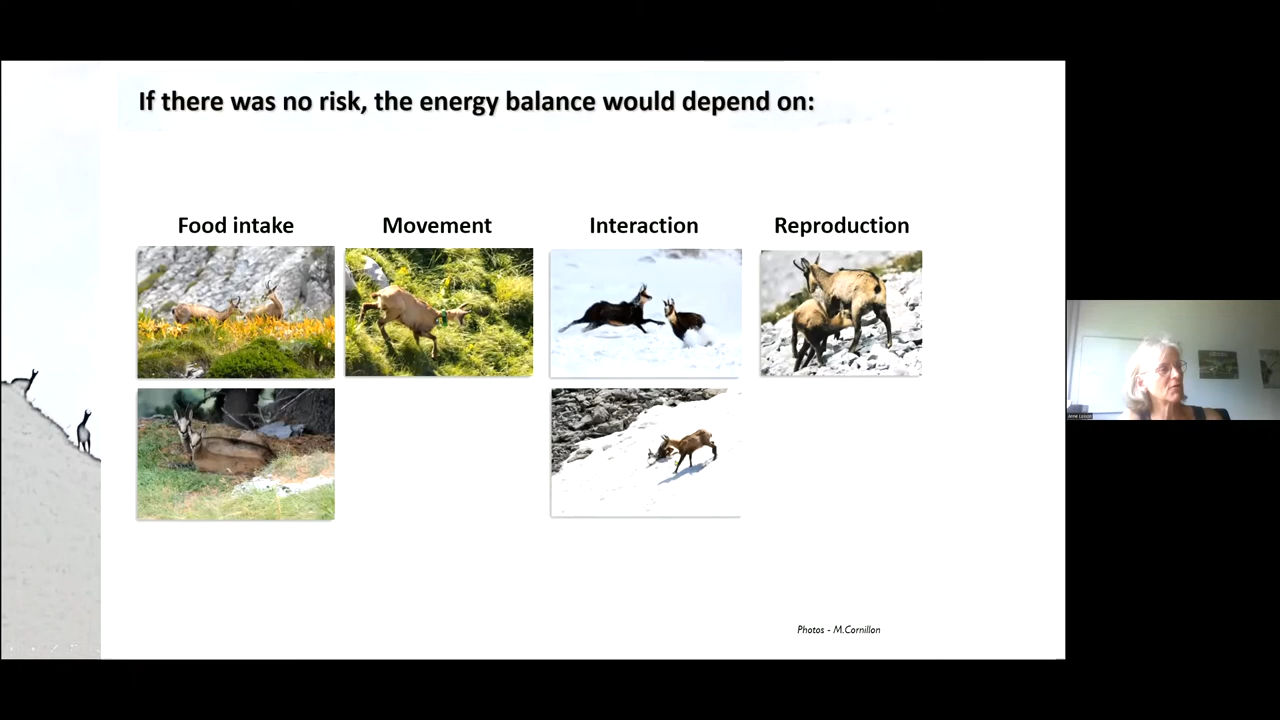 If there was no risk, the energy balance would depend on:
Food intake
Movement
Interaction
Reproduction
Photos - M.Cornillon